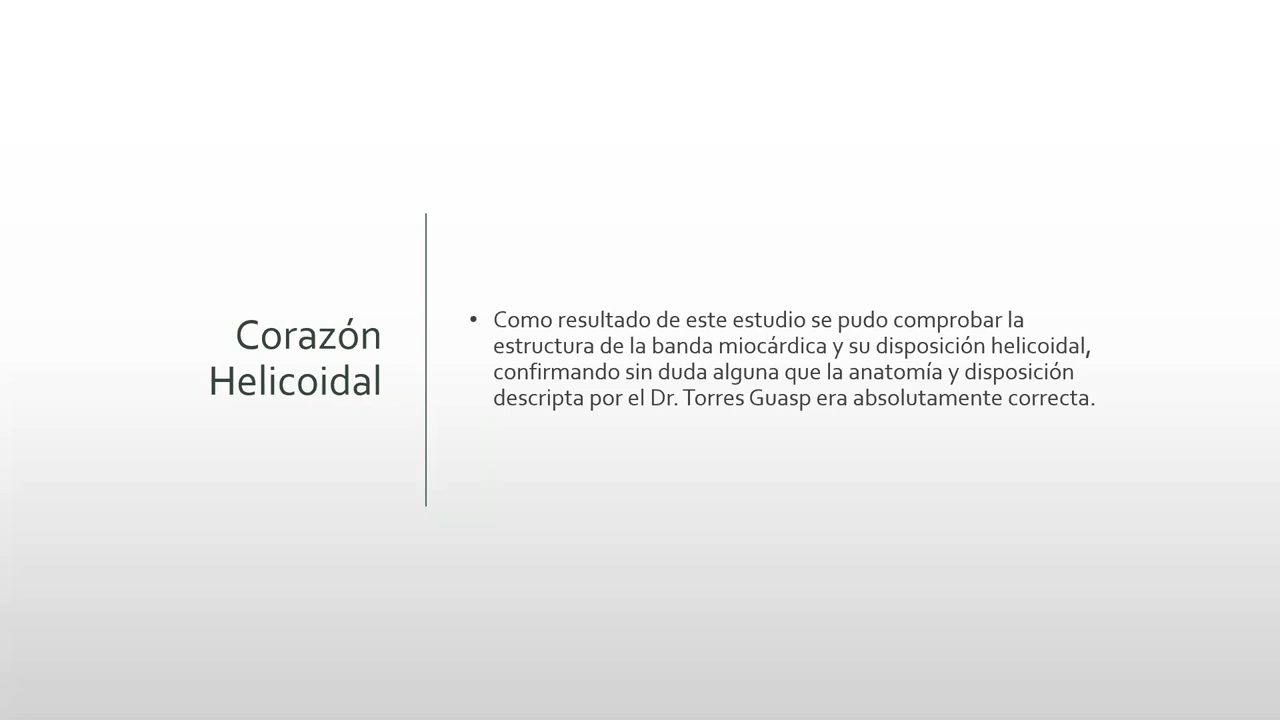 Corazón
Helicoidal
• Como resultado de este estudio se pudo comprobar la
estructura de la banda miocárdica y su disposición helicoidal,
confirmando sin duda alguna que la anatomía y disposición
descripta por el Dr. Torres Guasp era absolutamente correcta.